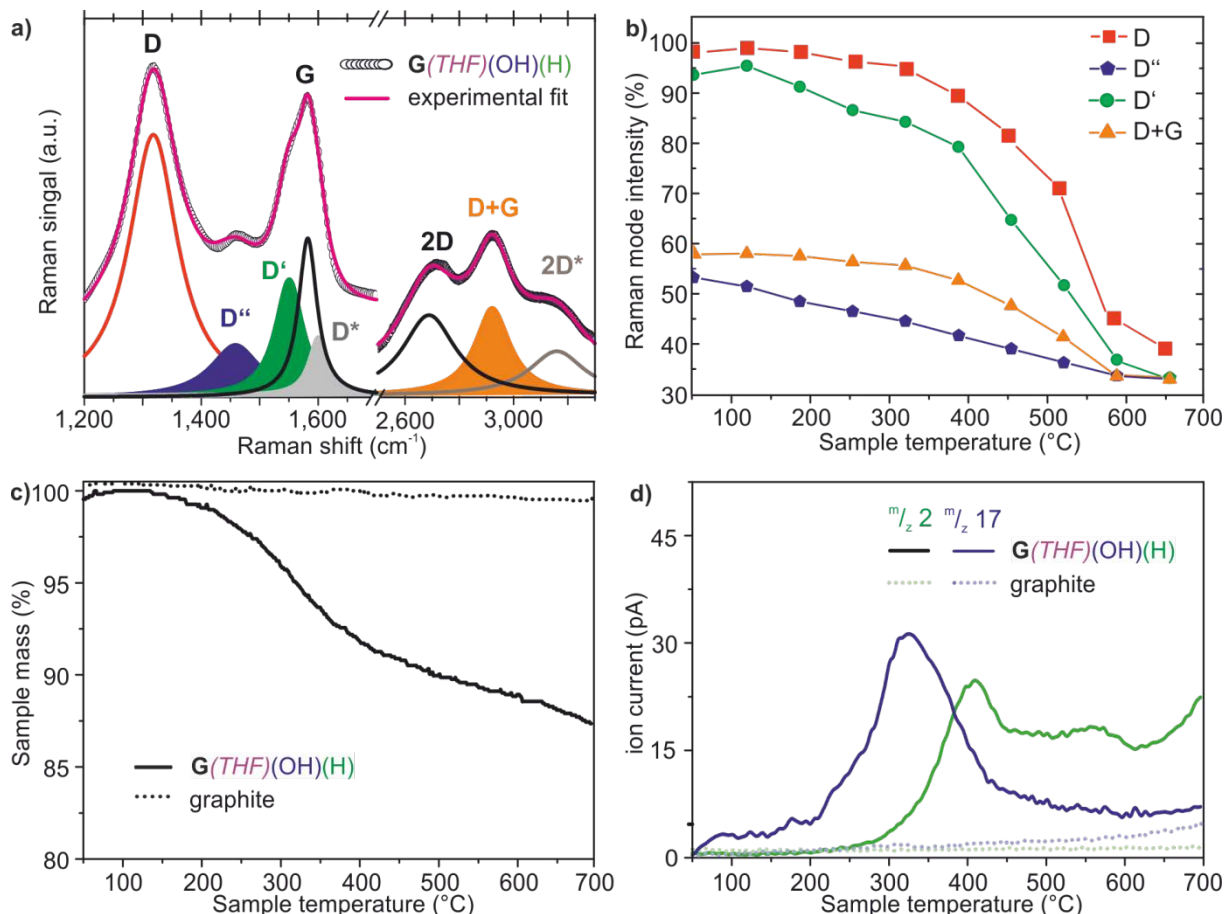 a)
D
G
G(THF)(OH)(H)
experimental fit
D“
D‘
D*
2D
D+G
2D*
Raman singal (a.u.)
1,200 1,400 1,600 2,600 3,000
Raman shift (cm-1)
b)
D
D“
D‘
D+G
Raman mode intensity (%)
100
90
80
70
60
50
40
30
0 100 200 300 400 500 600 700
Sample temperature (°C)
c)
Sample mass (%)
100
95
90
85
80
G(THF)(OH)(H)
graphite
100 200 300 400 500 600 700
Sample temperature (°C)
d)
m/z 2 m/z 17
G(THF)(OH)(H)
graphite
ion current (pA)
45
30
15
0
100 200 300 400 500 600 700
Sample temperature (°C)